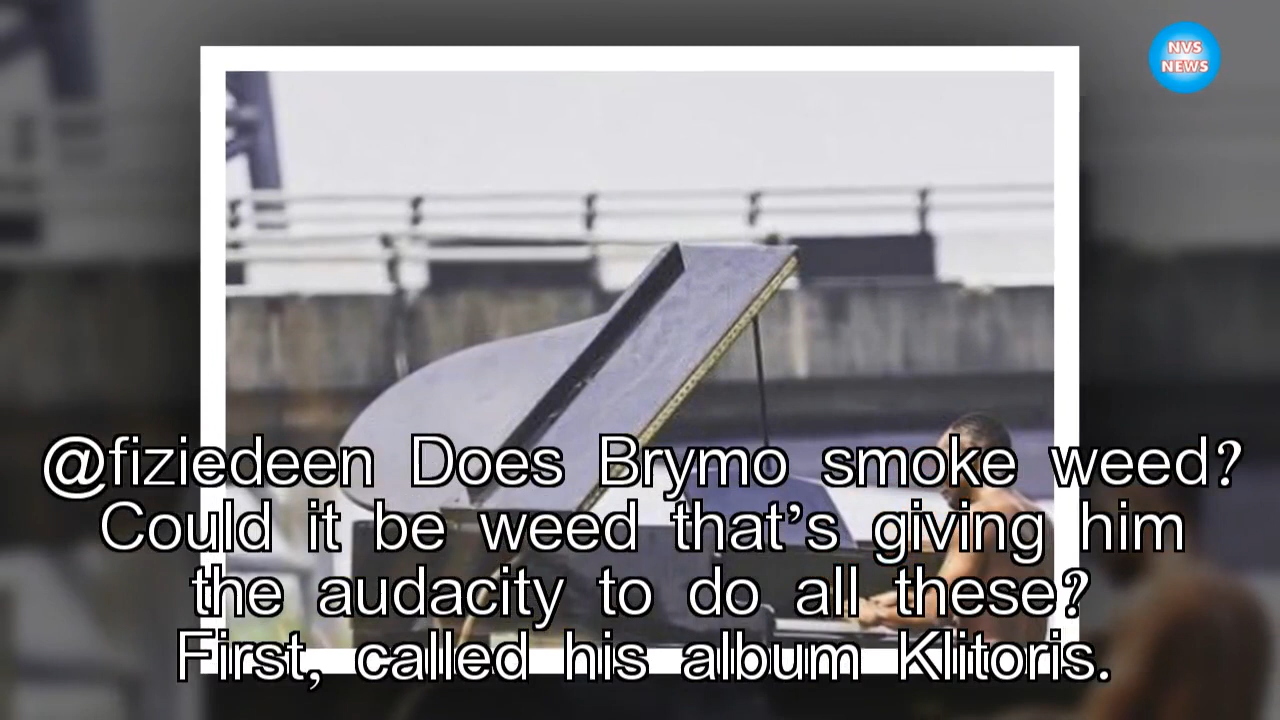 NVS
NEWS
@fiziedeen Does Brymo smoke weed?
Could it be weed that’s giving him
the audacity to do all these?
First, called his album Klitoris.